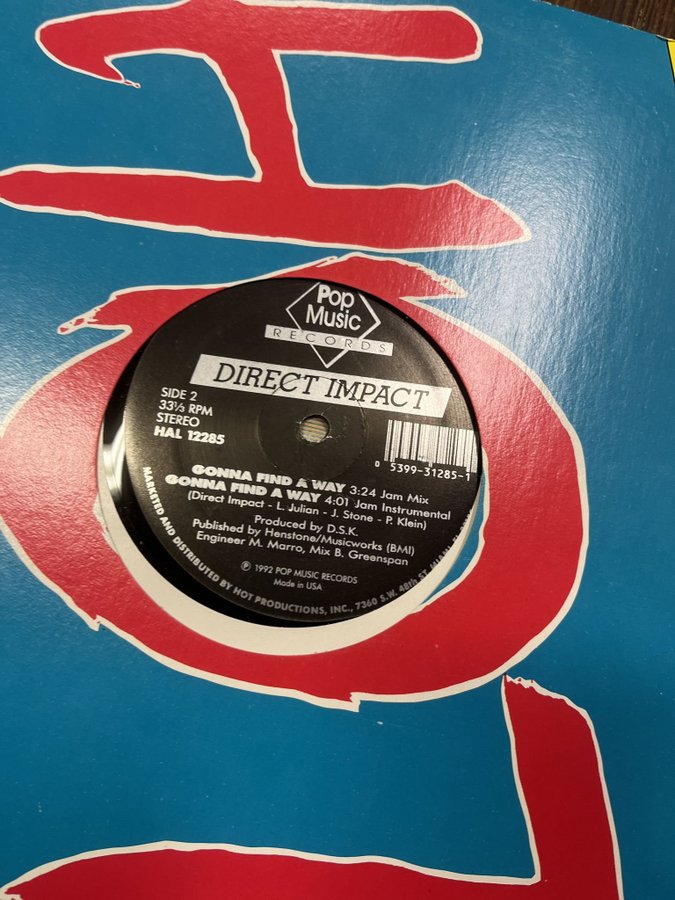 HOT
Pop
Music
RECORDS
DIRECT IMPACT
SIDE 2
33⅓ RPM
STEREO
HAL 12285
0 5399-31285-1
GONNA FIND A WAY 3:24 Jam Mix
GONNA FIND A WAY 4:01 Jam Instrumental
(Direct Impact - L. Julian - J. Stone - P. Klein)
Produced by D.S.K.
Published by Henstone/Musicworks (BMI)
Engineer M. Marro, Mix B. Greenspan
℗ 1992 POP MUSIC RECORDS
Made in USA
MARKETED AND DISTRIBUTED BY HOT PRODUCTIONS, INC., 7360 S.W. 48th ST. MIAMI